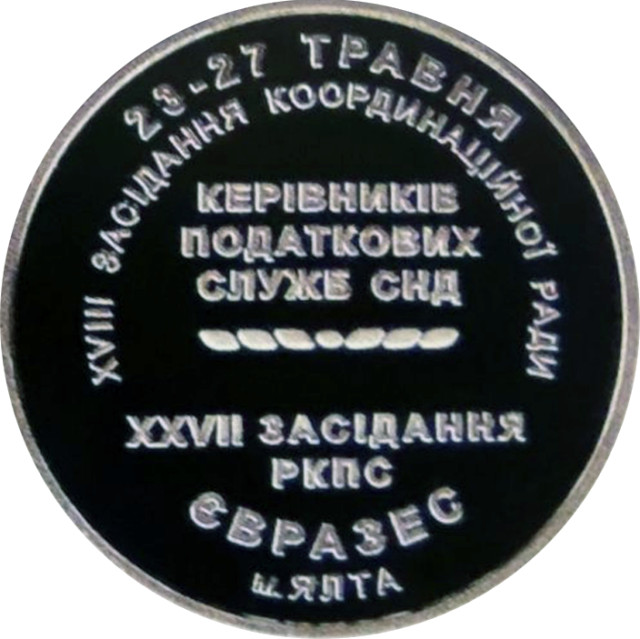 23-27 ТРАВНЯ
XVIII ЗАСІДАННЯ КООРДИНАЦІЙНОЇ РАДИ
КЕРІВНИКІВ
ПОДАТКОВИХ
СЛУЖБ СНД
XXVII ЗАСІДАННЯ
РКПС
ЄВРАЗЕС
м.ЯЛТА